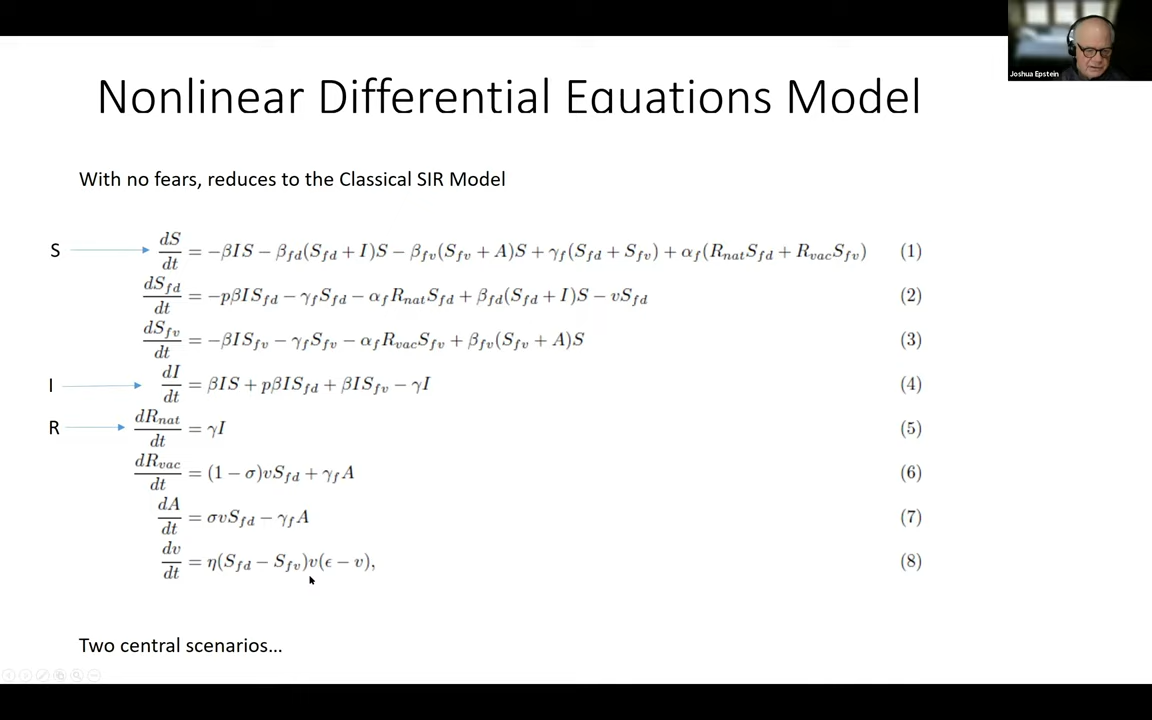 Joshua Epstein
Nonlinear Differential Equations Model
With no fears, reduces to the Classical SIR Model
S dS/dt = −βIS − β_fd(S_fd + I)S − β_fv(S_fv + A)S + γ_f(S_fd + S_fv) + α_f(R_nat S_fd + R_vac S_fv) (1)
dS_fd/dt = −pβIS_fd − γ_f S_fd − α_f R_nat S_fd + β_fd(S_fd + I)S − vS_fd (2)
dS_fv/dt = −βIS_fv − γ_f S_fv − α_f R_vac S_fv + β_fv(S_fv + A)S (3)
I dI/dt = βIS + pβIS_fd + βIS_fv − γI (4)
R dR_nat/dt = γI (5)
dR_vac/dt = (1 − σ)vS_fd + γ_f A (6)
dA/dt = σvS_fd − γ_f A (7)
dv/dt = η(S_fd − S_fv)v(ϵ − v), (8)
Two central scenarios...